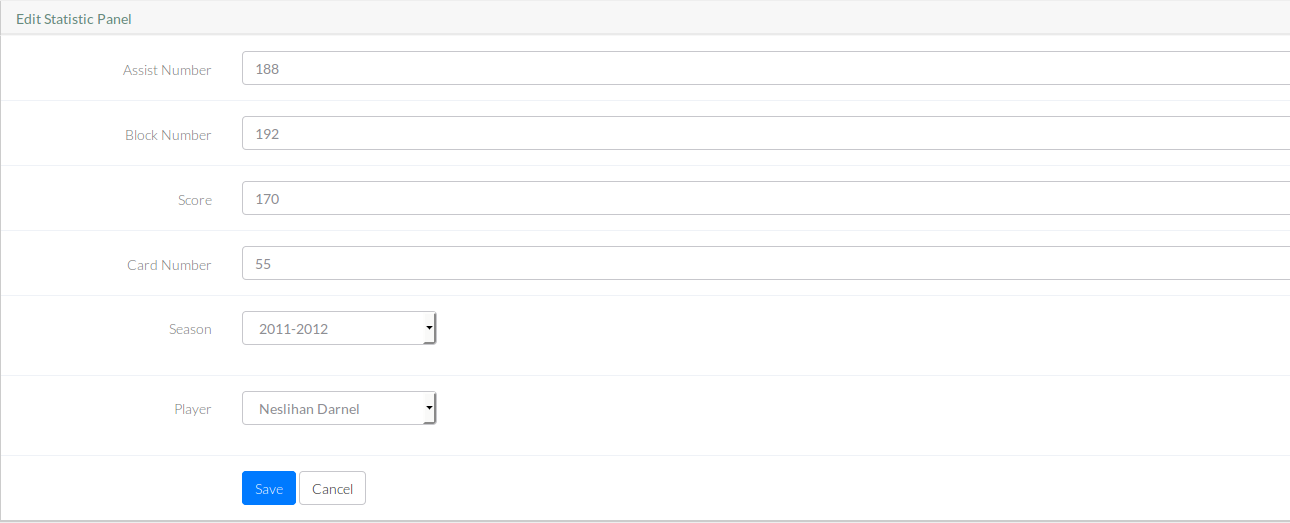 Edit Statistic Panel
Assist Number 188
Block Number 192
Score 170
Card Number 55
Season 2011-2012
Player Neslihan Darnel
Save Cancel